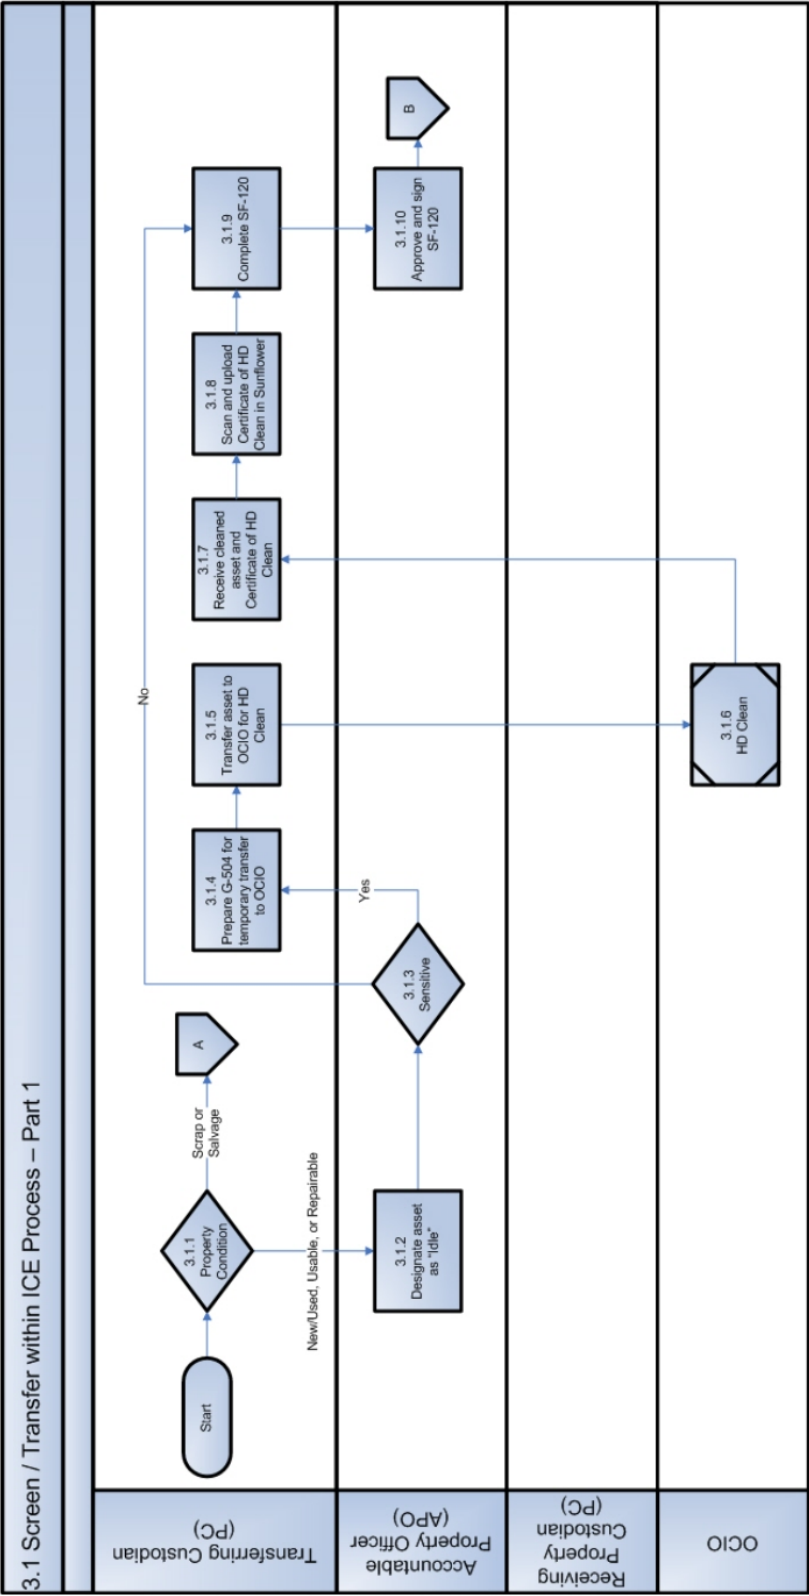 3.1 Screen / Transfer within ICE Process – Part 1
Transferring Custodian
(PC)
Start
3.1.1
Property
Condition
Scrap or
Salvage
A
New/Used, Usable, or Repairable
No
3.1.4
Prepare G-504 for
temporary transfer
to OCIO
3.1.5
Transfer asset to
OCIO for HD
Clean
3.1.7
Receive cleaned
asset and
Certificate of HD
Clean
3.1.8
Scan and upload
Certificate of HD
Clean in Sunflower
3.1.9
Complete SF-120
Accountable
Property Officer
(APO)
3.1.2
Designate asset
as "Idle"
3.1.3
Sensitive
Yes
3.1.10
Approve and sign
SF-120
B
Receiving
Property
Custodian
(PC)
OCIO
3.1.6
HD Clean